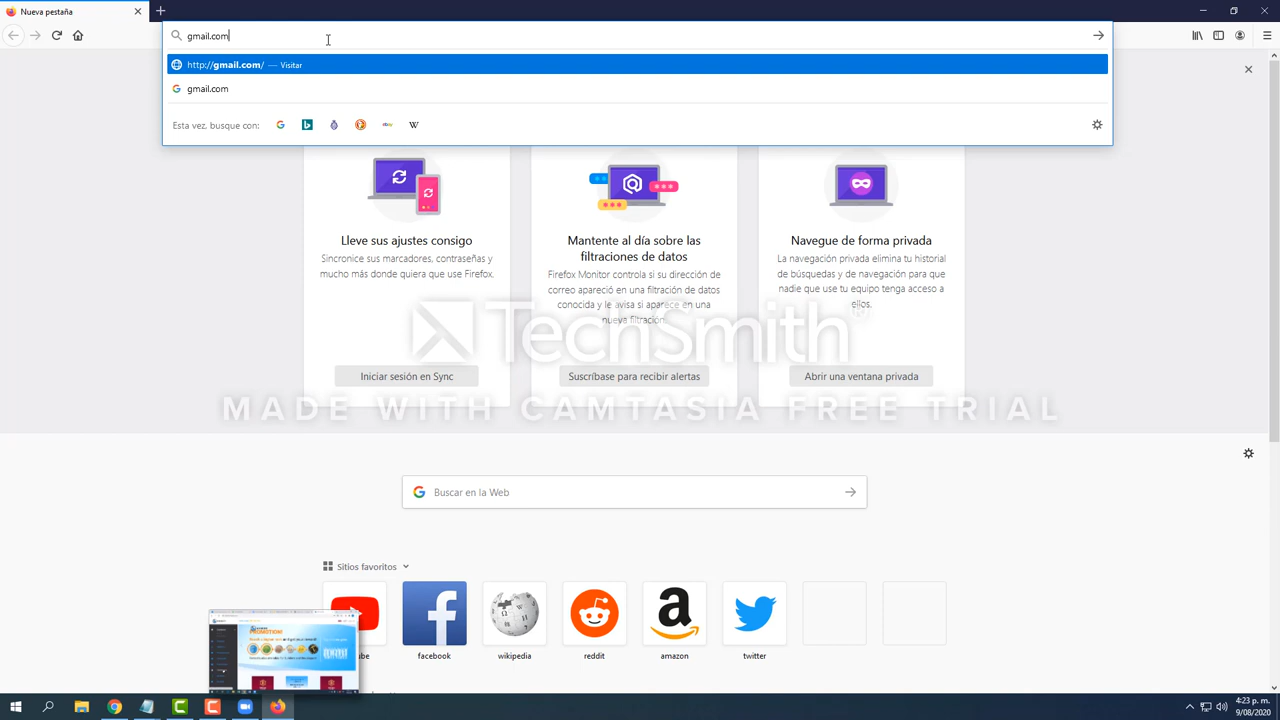 Nueva pestaña
gmail.com
http://gmail.com/ — Visitar
gmail.com
Esta vez, busque con:
ebay
W
Lleve sus ajustes consigo
Sincronice sus marcadores, contraseñas y
mucho más donde quiera que use Firefox.
Iniciar sesión en Sync
Mantente al día sobre las
filtraciones de datos
Firefox Monitor controla si su dirección de
correo apareció en una filtración de datos
conocida y le avisa si aparece en una
nueva filtración.
Suscríbase para recibir alertas
Navegue de forma privada
La navegación privada elimina tu historial
de búsquedas y de navegación para que
nadie que use tu equipo tenga acceso a
ellos.
Abrir una ventana privada
TechSmith
MADE WITH CAMTASIA FREE TRIAL
Buscar en la Web
Sitios favoritos
facebook
wikipedia
reddit
amazon
twitter
PROMOTION!
4:23 p. m.
9/08/2020